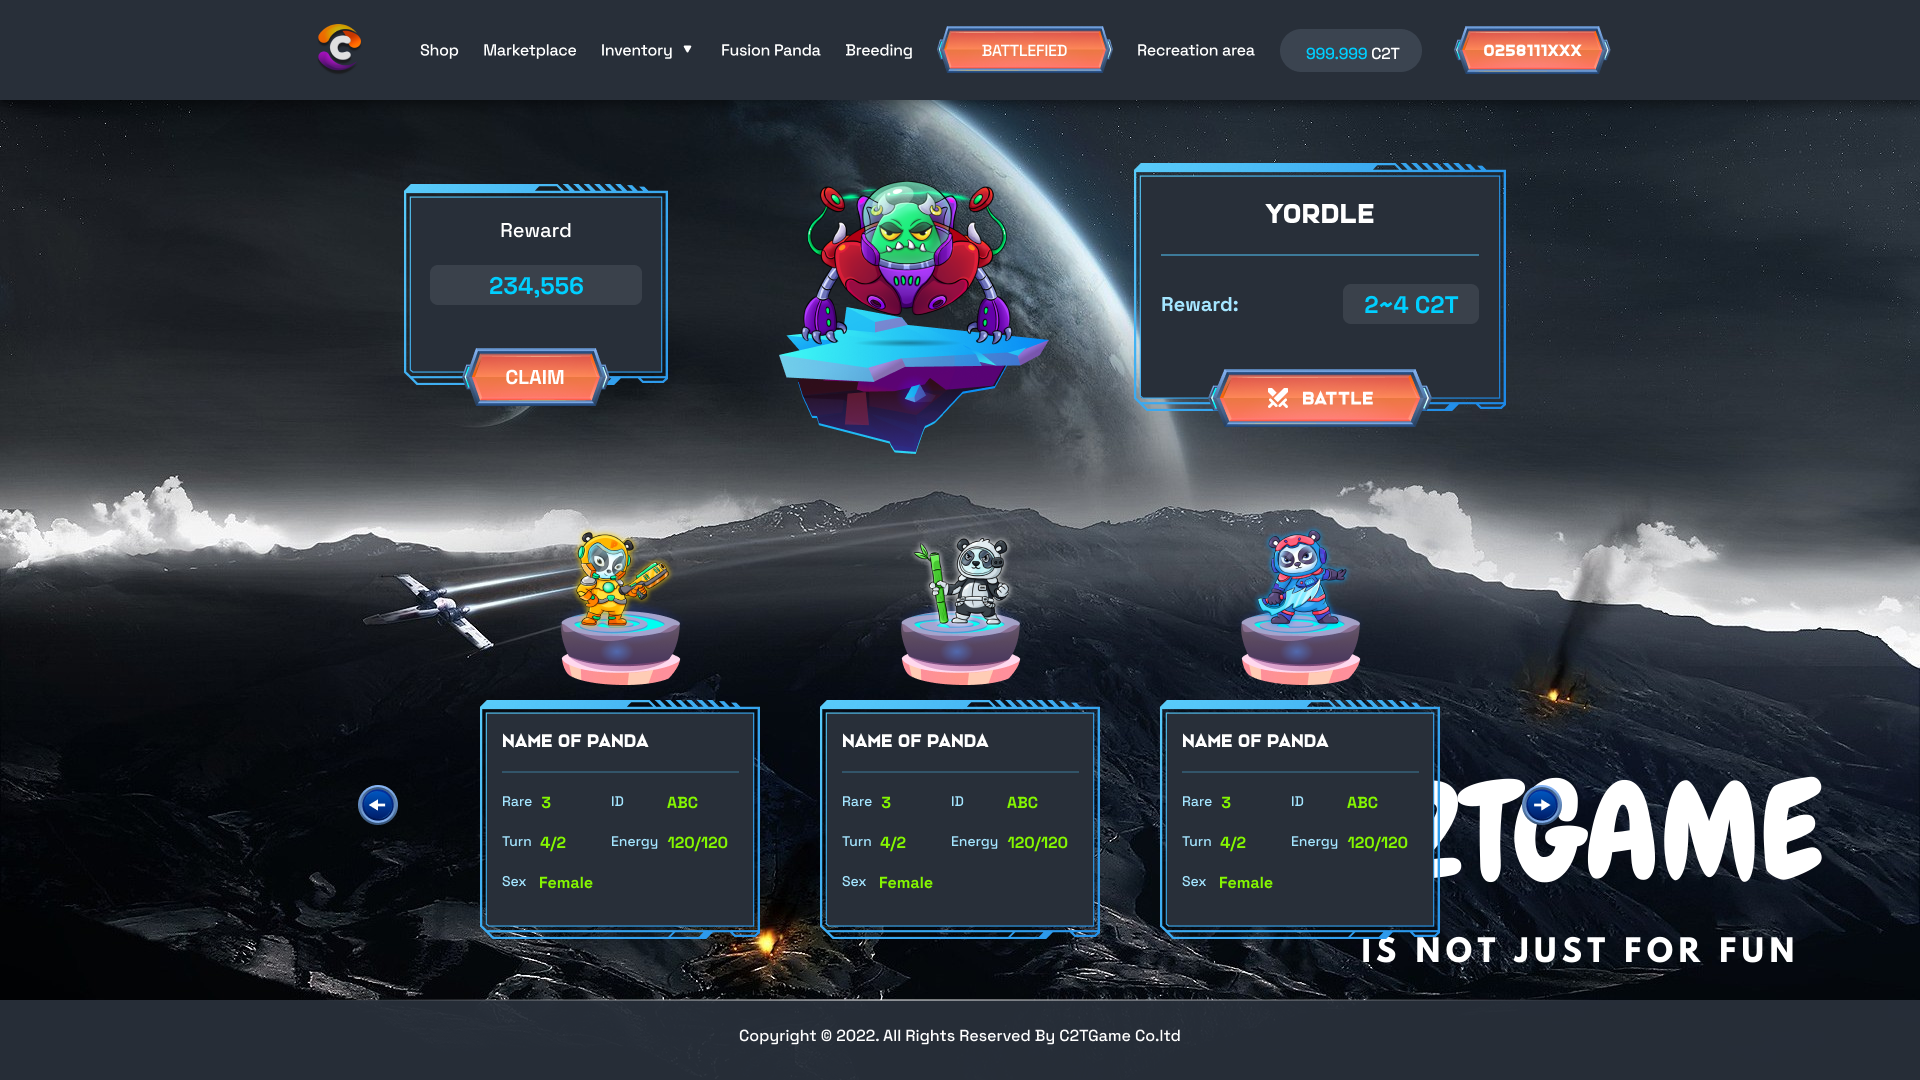 C
Shop Marketplace Inventory ▼ Fusion Panda Breeding BATTLEFIED Recreation area 999.999 C2T 0258111XXX
Reward
234,556
CLAIM
YORDLE
Reward: 2~4 C2T
BATTLE
NAME OF PANDA
Rare 3 ID ABC
Turn 4/2 Energy 120/120
Sex Female
NAME OF PANDA
Rare 3 ID ABC
Turn 4/2 Energy 120/120
Sex Female
NAME OF PANDA
Rare 3 ID ABC
Turn 4/2 Energy 120/120
Sex Female
2TGAME
IS NOT JUST FOR FUN
Copyright © 2022. All Rights Reserved By C2TGame Co.ltd